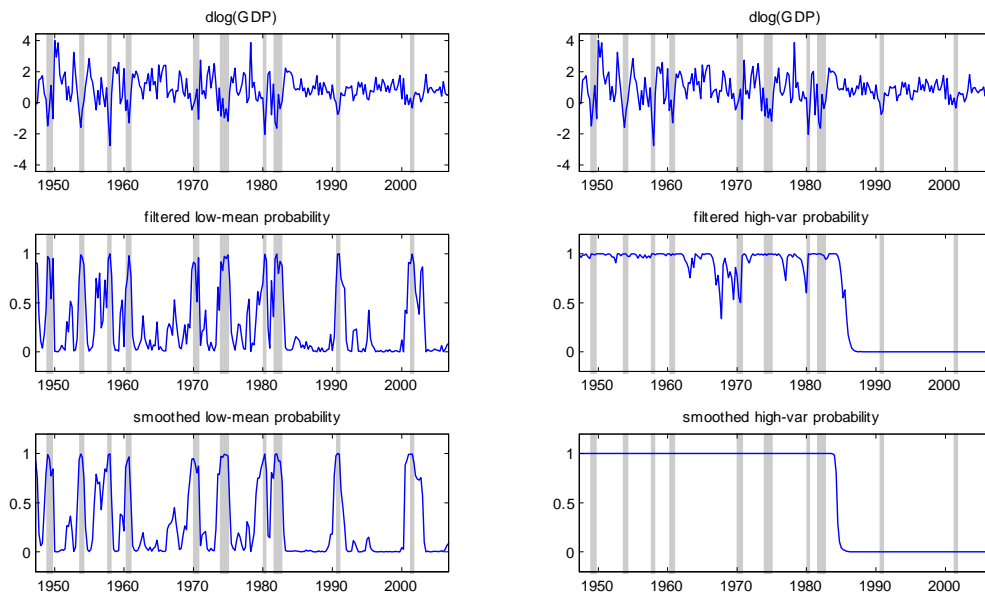 dlog(GDP)
4
2
0
-2
-4
1950 1960 1970 1980 1990 2000
dlog(GDP)
4
2
0
-2
-4
1950 1960 1970 1980 1990 2000
filtered low-mean probability
1
0.5
0
1950 1960 1970 1980 1990 2000
filtered high-var probability
1
0.5
0
1950 1960 1970 1980 1990 2000
smoothed low-mean probability
1
0.5
0
1950 1960 1970 1980 1990 2000
smoothed high-var probability
1
0.5
0
1950 1960 1970 1980 1990 2000